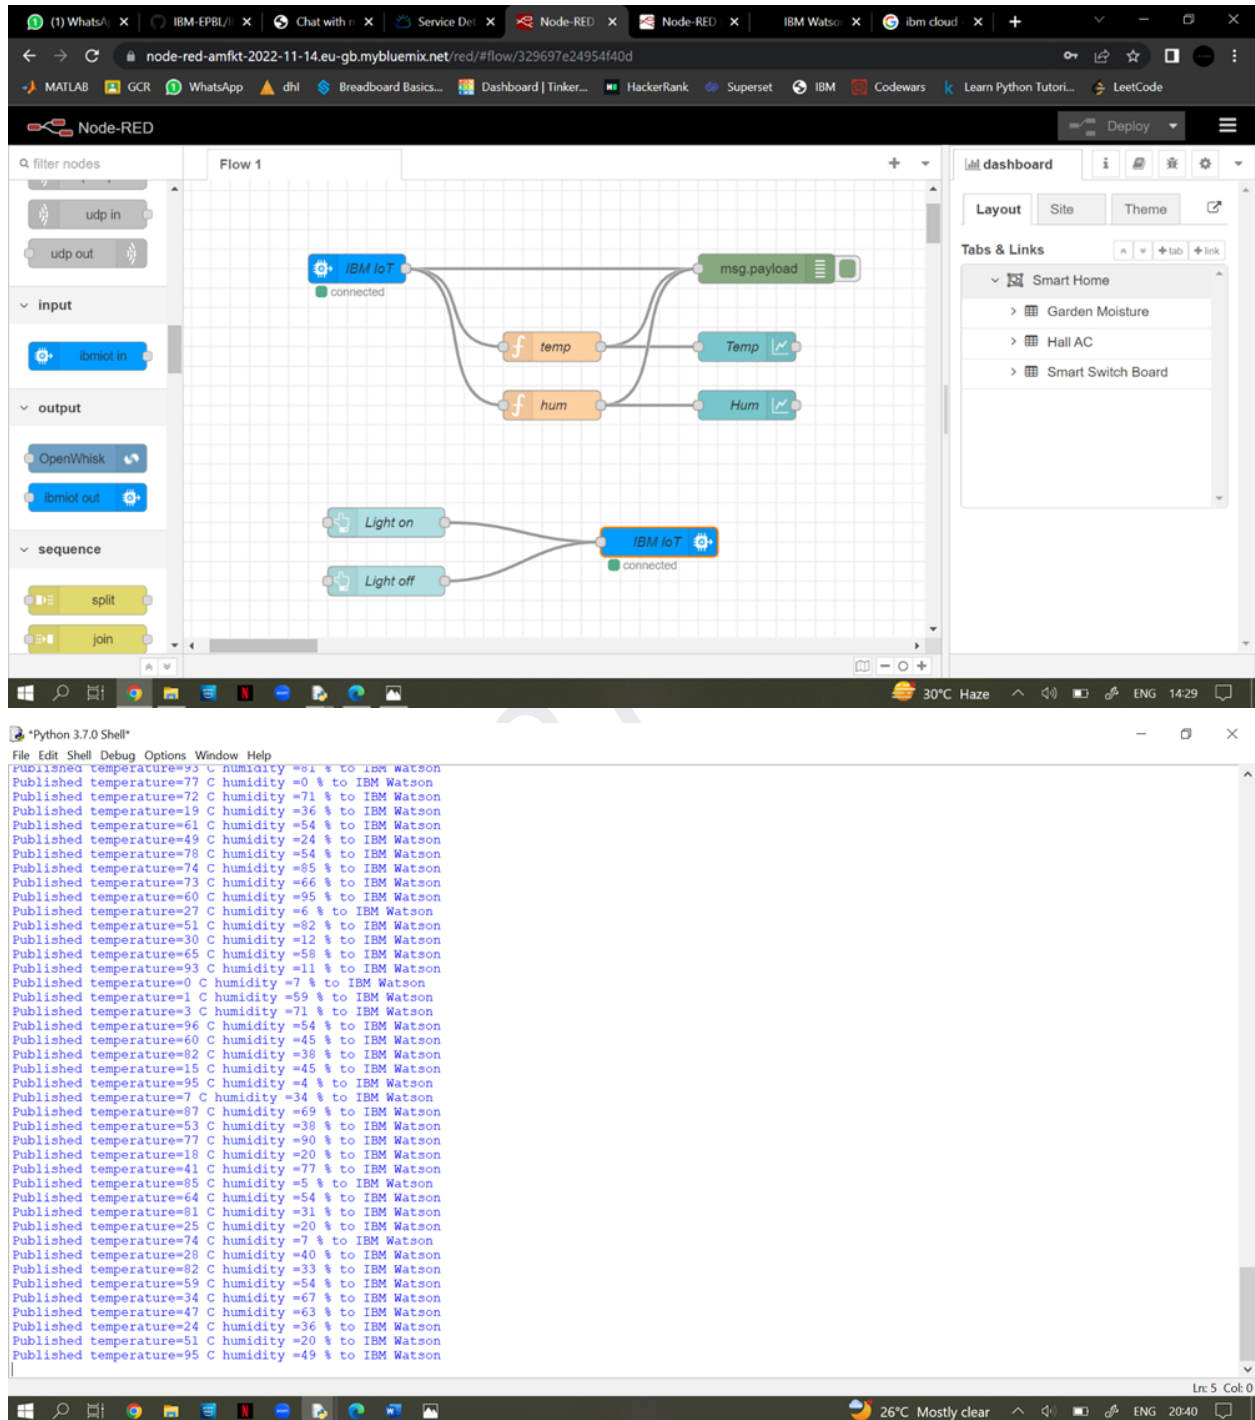 (1) WhatsA
IBM-EPBL/I
Chat with n
Service Det
Node-RED
Node-RED
IBM Watso
ibm cloud
node-red-amfkt-2022-11-14.eu-gb.mybluemix.net/red/#flow/329697e24954f40d
MATLAB GCR WhatsApp dhl Breadboard Basics... Dashboard | Tinker... HackerRank Superset IBM Codewars Learn Python Tutori... LeetCode
Node-RED
Deploy
filter nodes
Flow 1
dashboard
udp in
udp out
input
ibmiot in
output
OpenWhisk
ibmiot out
sequence
split
join
IBM IoT
connected
msg.payload
temp
Temp
hum
Hum
Light on
IBM IoT
connected
Light off
Layout Site Theme
Tabs & Links
tab link
Smart Home
Garden Moisture
Hall AC
Smart Switch Board
30°C Haze ENG 14:29
*Python 3.7.0 Shell*
File Edit Shell Debug Options Window Help
Published temperature=93 C humidity =81 % to IBM Watson
Published temperature=77 C humidity =0 % to IBM Watson
Published temperature=72 C humidity =71 % to IBM Watson
Published temperature=19 C humidity =36 % to IBM Watson
Published temperature=61 C humidity =54 % to IBM Watson
Published temperature=49 C humidity =24 % to IBM Watson
Published temperature=78 C humidity =54 % to IBM Watson
Published temperature=74 C humidity =85 % to IBM Watson
Published temperature=73 C humidity =66 % to IBM Watson
Published temperature=60 C humidity =95 % to IBM Watson
Published temperature=27 C humidity =6 % to IBM Watson
Published temperature=51 C humidity =82 % to IBM Watson
Published temperature=30 C humidity =12 % to IBM Watson
Published temperature=65 C humidity =58 % to IBM Watson
Published temperature=93 C humidity =11 % to IBM Watson
Published temperature=0 C humidity =7 % to IBM Watson
Published temperature=1 C humidity =59 % to IBM Watson
Published temperature=3 C humidity =71 % to IBM Watson
Published temperature=96 C humidity =54 % to IBM Watson
Published temperature=60 C humidity =45 % to IBM Watson
Published temperature=82 C humidity =38 % to IBM Watson
Published temperature=15 C humidity =45 % to IBM Watson
Published temperature=95 C humidity =4 % to IBM Watson
Published temperature=7 C humidity =34 % to IBM Watson
Published temperature=87 C humidity =69 % to IBM Watson
Published temperature=53 C humidity =38 % to IBM Watson
Published temperature=77 C humidity =90 % to IBM Watson
Published temperature=18 C humidity =20 % to IBM Watson
Published temperature=41 C humidity =77 % to IBM Watson
Published temperature=85 C humidity =5 % to IBM Watson
Published temperature=64 C humidity =54 % to IBM Watson
Published temperature=81 C humidity =31 % to IBM Watson
Published temperature=25 C humidity =20 % to IBM Watson
Published temperature=74 C humidity =7 % to IBM Watson
Published temperature=28 C humidity =40 % to IBM Watson
Published temperature=82 C humidity =33 % to IBM Watson
Published temperature=59 C humidity =54 % to IBM Watson
Published temperature=34 C humidity =67 % to IBM Watson
Published temperature=47 C humidity =63 % to IBM Watson
Published temperature=24 C humidity =36 % to IBM Watson
Published temperature=51 C humidity =20 % to IBM Watson
Published temperature=95 C humidity =49 % to IBM Watson
Ln: 5 Col: 0
26°C Mostly clear ENG 20:40